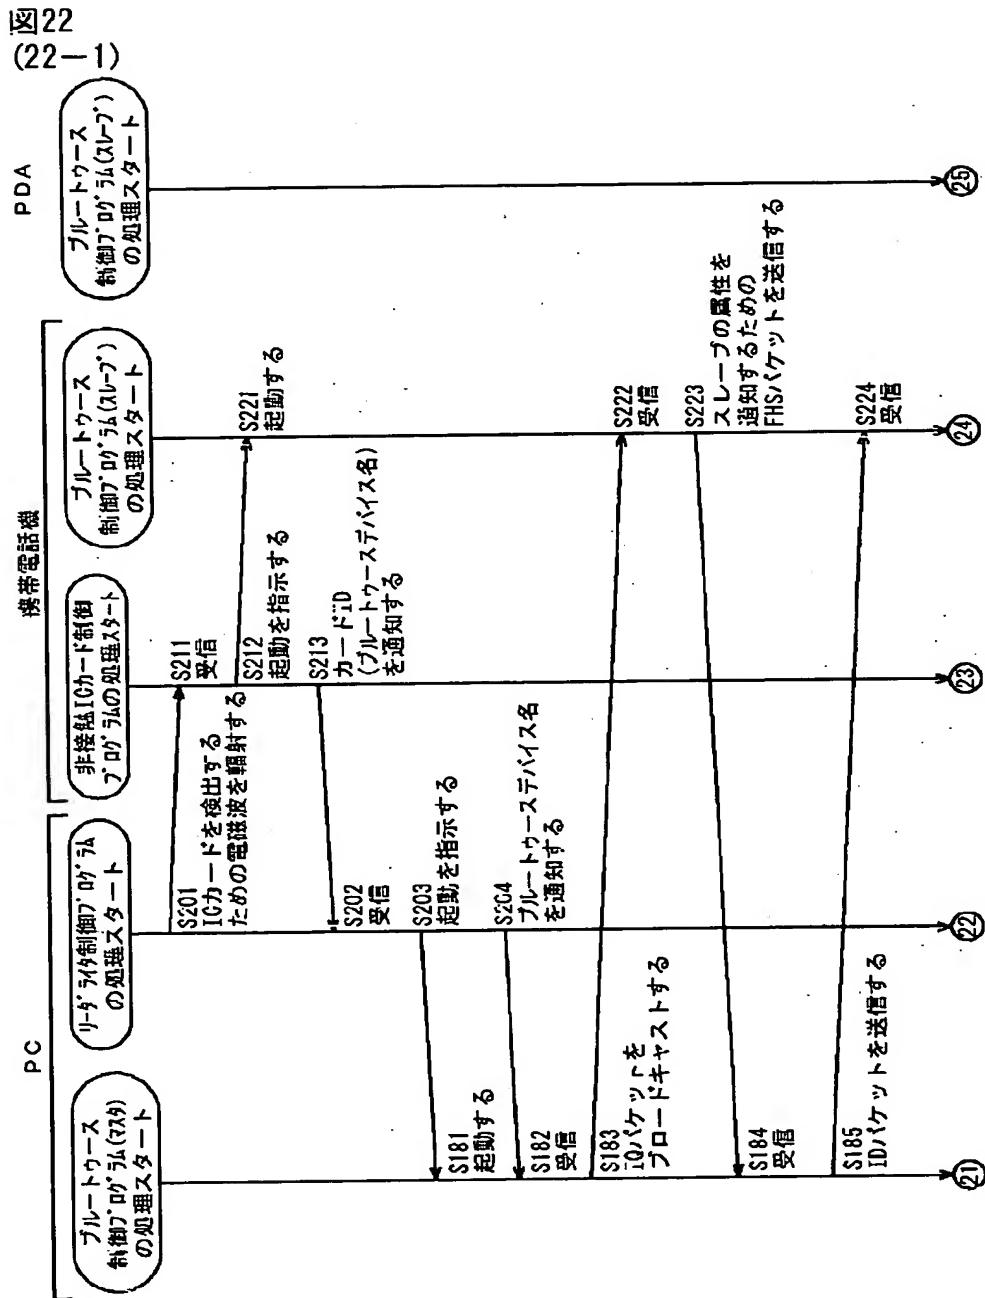 図22
(22-1)
PC
携帯電話機
PDA
ブルートゥース
制御プログラム(マスタ)
の処理スタート
リーダライタ制御プログラム
の処理スタート
非接触ICカード制御
プログラムの処理スタート
ブルートゥース
制御プログラム(スレーブ)
の処理スタート
ブルートゥース
制御プログラム(スレーブ)
の処理スタート
S201
ICカードを検出する
ための電磁波を輻射する
S211
受信
S212
起動を指示する
S221
起動する
S213
カードID
(ブルートゥースデバイス名)
を通知する
S202
受信
S203
起動を指示する
S181
起動する
S204
ブルートゥースデバイス名
を通知する
S182
受信
S183
IQパケットを
ブロードキャストする
S222
受信
S223
スレーブの属性を
通知するための
FHSパケットを送信する
S184
受信
S185
IDパケットを送信する
S224
受信
21
22
23
24
25